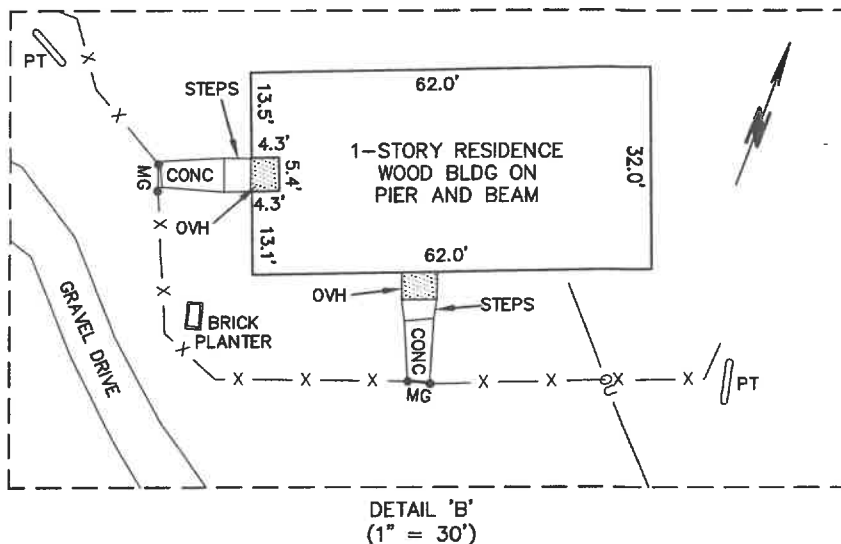 PT
STEPS
62.0'
13.5'
4.3'
1-STORY RESIDENCE
WOOD BLDG ON
PIER AND BEAM
32.0'
MG
CONC
5.4'
4.3'
OVH
13.1'
62.0'
OVH
STEPS
GRAVEL DRIVE
BRICK
PLANTER
CONC
MG
PT
X
X
X
X
X
X
X
X
X
X
X
X
X
N
DETAIL 'B'
(1" = 30')